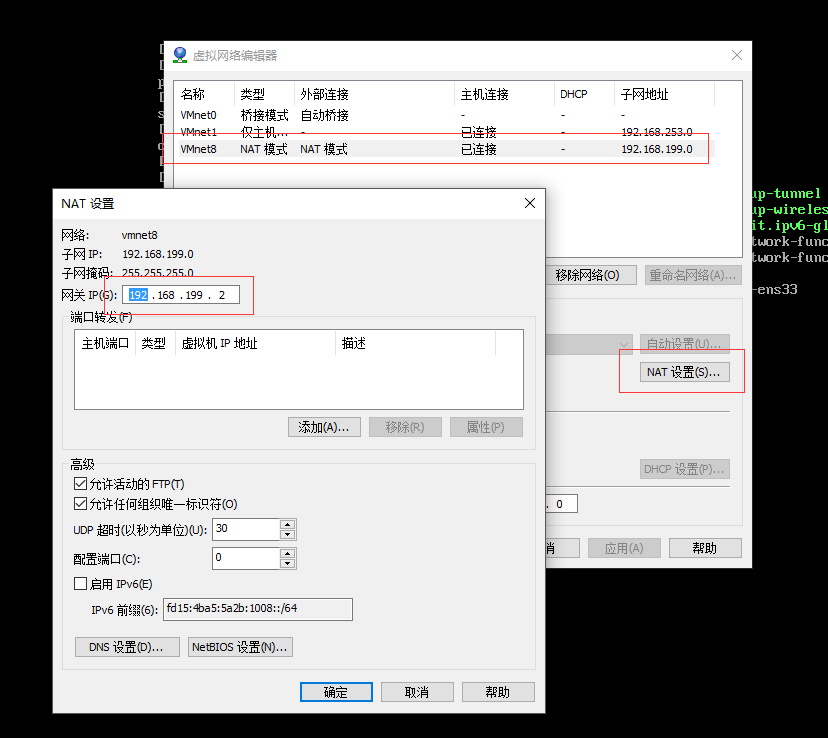 虚拟网络编辑器
名称 类型 外部连接 主机连接 DHCP 子网地址
VMnet0 桥接模式 自动桥接 - - -
VMnet1 仅主机... - 已连接 - 192.168.253.0
VMnet8 NAT 模式 NAT 模式 已连接 - 192.168.199.0
移除网络(O) 重命名网络(A)...
自动设置(U)...
NAT 设置(S)...
DHCP 设置(P)...
. 0
消 应用(A) 帮助
up-tunnel
up-wireles
it.ipv6-gl
twork-func
twork-func
-ens33
NAT 设置
网络: vmnet8
子网 IP: 192.168.199.0
子网掩码: 255.255.255.0
网关 IP(G): 192 . 168 . 199 . 2
端口转发(F)
主机端口 类型 虚拟机 IP 地址 描述
添加(A)... 移除(R) 属性(P)
高级
允许活动的 FTP(T)
允许任何组织唯一标识符(O)
UDP 超时(以秒为单位)(U): 30
配置端口(C): 0
启用 IPv6(E)
IPv6 前缀(6): fd15:4ba5:5a2b:1008::/64
DNS 设置(D)... NetBIOS 设置(N)...
确定 取消 帮助